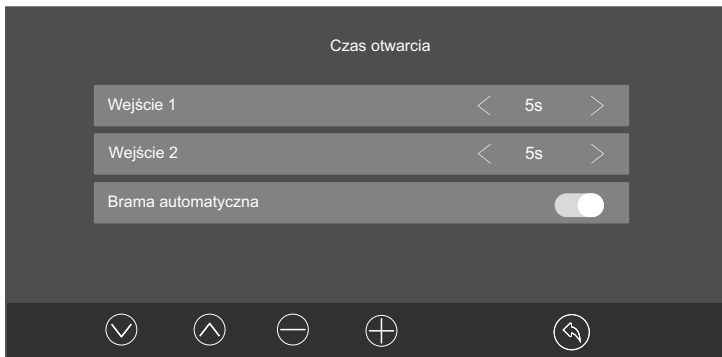 Czas otwarcia
Wejście 1 5s
Wejście 2 5s
Brama automatyczna